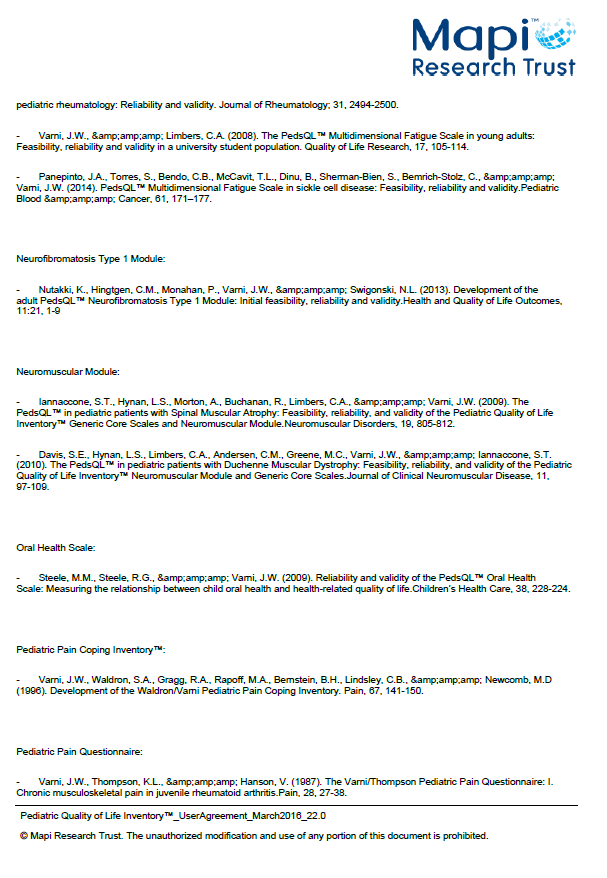 Mapi™
Research Trust
pediatric rheumatology: Reliability and validity. Journal of Rheumatology; 31, 2494-2500.
- Varni, J.W., &amp;amp;amp; Limbers, C.A. (2008). The PedsQL™ Multidimensional Fatigue Scale in young adults:
Feasibility, reliability and validity in a university student population. Quality of Life Research, 17, 105-114.
- Panepinto, J.A., Torres, S., Bendo, C.B., McCavit, T.L., Dinu, B., Sherman-Bien, S., Bemrich-Stolz, C., &amp;amp;amp;
Varni, J.W. (2014). PedsQL™ Multidimensional Fatigue Scale in sickle cell disease: Feasibility, reliability and validity.Pediatric
Blood &amp;amp;amp; Cancer, 61, 171–177.
Neurofibromatosis Type 1 Module:
- Nutakki, K., Hingtgen, C.M., Monahan, P., Varni, J.W., &amp;amp;amp; Swigonski, N.L. (2013). Development of the
adult PedsQL™ Neurofibromatosis Type 1 Module: Initial feasibility, reliability and validity.Health and Quality of Life Outcomes,
11:21, 1-9
Neuromuscular Module:
- Iannaccone, S.T., Hynan, L.S., Morton, A., Buchanan, R., Limbers, C.A., &amp;amp;amp; Varni, J.W. (2009). The
PedsQL™ in pediatric patients with Spinal Muscular Atrophy: Feasibility, reliability, and validity of the Pediatric Quality of Life
Inventory™ Generic Core Scales and Neuromuscular Module.Neuromuscular Disorders, 19, 805-812.
- Davis, S.E., Hynan, L.S., Limbers, C.A., Andersen, C.M., Greene, M.C., Varni, J.W., &amp;amp;amp; Iannaccone, S.T.
(2010). The PedsQL™ in pediatric patients with Duchenne Muscular Dystrophy: Feasibility, reliability, and validity of the Pediatric
Quality of Life Inventory™ Neuromuscular Module and Generic Core Scales.Journal of Clinical Neuromuscular Disease, 11,
97-109.
Oral Health Scale:
- Steele, M.M., Steele, R.G., &amp;amp;amp; Varni, J.W. (2009). Reliability and validity of the PedsQL™ Oral Health
Scale: Measuring the relationship between child oral health and health-related quality of life.Children's Health Care, 38, 228-224.
Pediatric Pain Coping Inventory™:
- Varni, J.W., Waldron, S.A., Gragg, R.A., Rapoff, M.A., Bernstein, B.H., Lindsley, C.B., &amp;amp;amp; Newcomb, M.D
(1996). Development of the Waldron/Varni Pediatric Pain Coping Inventory. Pain, 67, 141-150.
Pediatric Pain Questionnaire:
- Varni, J.W., Thompson, K.L., &amp;amp;amp; Hanson, V. (1987). The Varni/Thompson Pediatric Pain Questionnaire: I.
Chronic musculoskeletal pain in juvenile rheumatoid arthritis.Pain, 28, 27-38.
Pediatric Quality of Life Inventory™_UserAgreement_March2016_22.0
© Mapi Research Trust. The unauthorized modification and use of any portion of this document is prohibited.